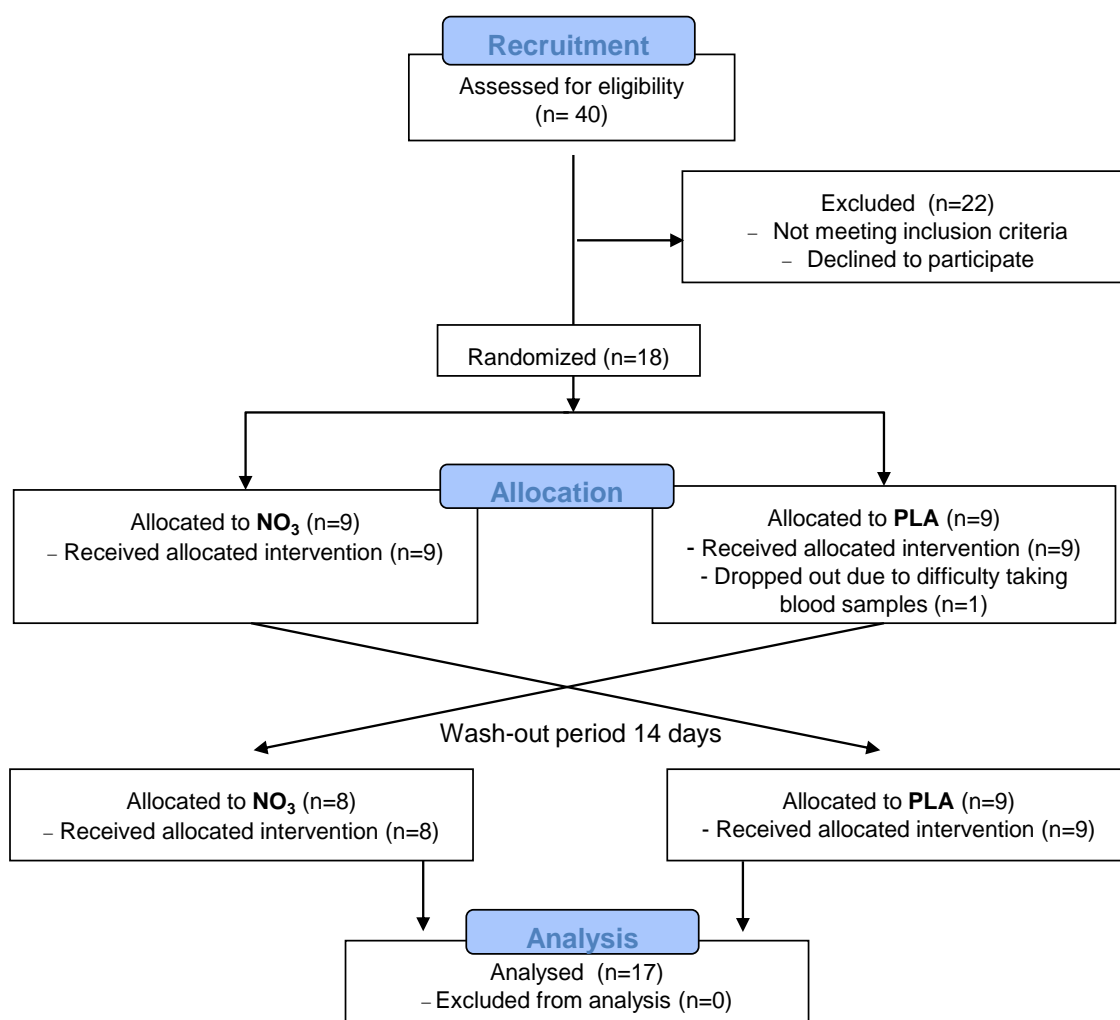 Recruitment
Assessed for eligibility
(n= 40)
Excluded (n=22)
– Not meeting inclusion criteria
– Declined to participate
Randomized (n=18)
Allocation
Allocated to NO₃ (n=9)
– Received allocated intervention (n=9)
Allocated to PLA (n=9)
- Received allocated intervention (n=9)
- Dropped out due to difficulty taking
blood samples (n=1)
Wash-out period 14 days
Allocated to NO₃ (n=8)
– Received allocated intervention (n=8)
Allocated to PLA (n=9)
- Received allocated intervention (n=9)
Analysis
Analysed (n=17)
– Excluded from analysis (n=0)